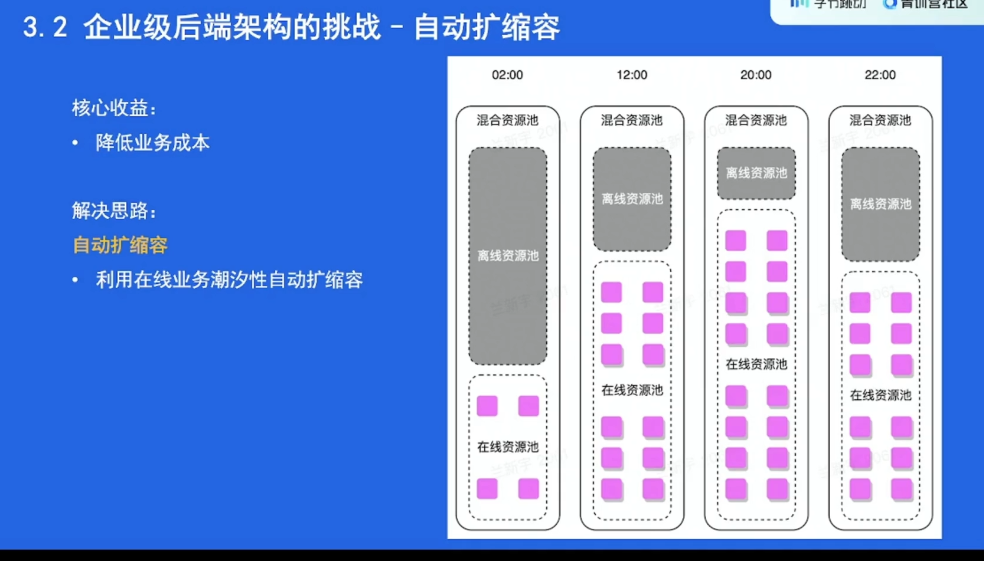 3.2 企业级后端架构的挑战 - 自动扩缩容
字节跳动 青训营社区
核心收益：
• 降低业务成本
解决思路：
自动扩缩容
• 利用在线业务潮汐性自动扩缩容
02:00 12:00 20:00 22:00
混合资源池 混合资源池 混合资源池 混合资源池
离线资源池
离线资源池
离线资源池
离线资源池
在线资源池
在线资源池
在线资源池
在线资源池